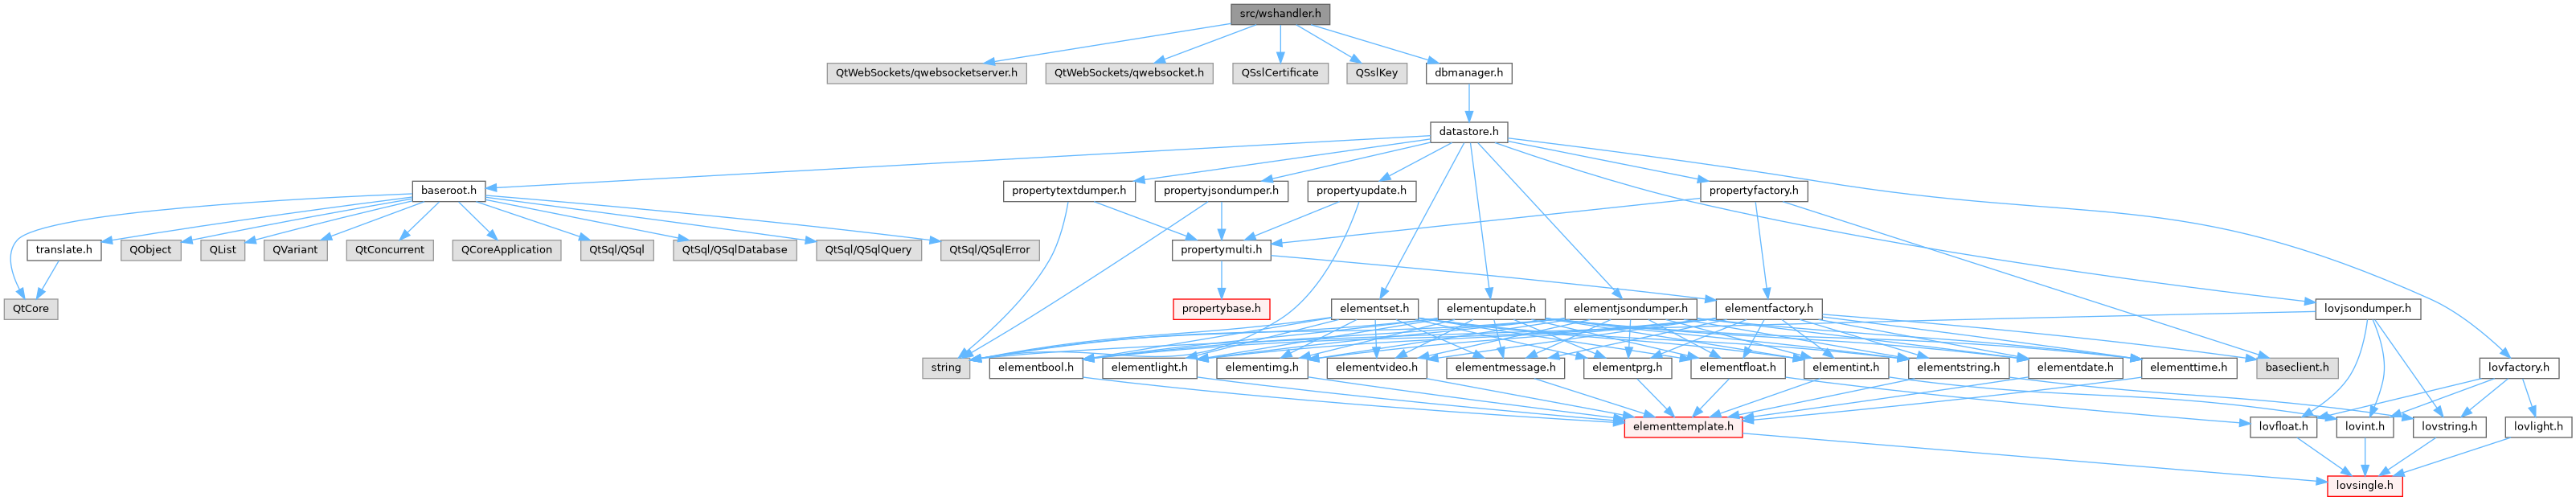 src/wshandler.h
QtWebSockets/qwebsocketserver.h
QtWebSockets/qwebsocket.h
QSslCertificate
QSslKey
dbmanager.h
datastore.h
baseroot.h
propertytextdumper.h
propertyjsondumper.h
propertyupdate.h
propertyfactory.h
translate.h
QObject
QList
QVariant
QtConcurrent
QCoreApplication
QtSql/QSql
QtSql/QSqlDatabase
QtSql/QSqlQuery
QtSql/QSqlError
propertymulti.h
QtCore
propertybase.h
elementset.h
elementupdate.h
elementjsondumper.h
elementfactory.h
lovjsondumper.h
string
elementbool.h
elementlight.h
elementimg.h
elementvideo.h
elementmessage.h
elementprg.h
elementfloat.h
elementint.h
elementstring.h
elementdate.h
elementtime.h
baseclient.h
lovfactory.h
elementtemplate.h
lovfloat.h
lovint.h
lovstring.h
lovlight.h
lovsingle.h